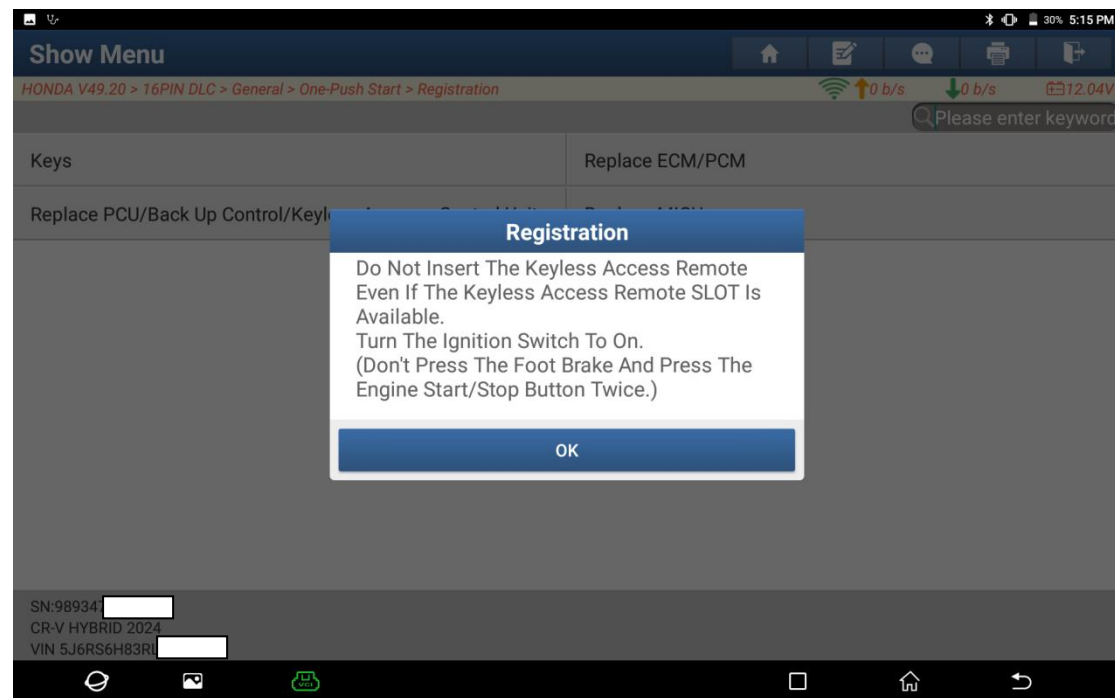 30% 5:15 PM
Show Menu
HONDA V49.20 > 16PIN DLC > General > One-Push Start > Registration
0 b/s
0 b/s
12.04V
Please enter keyword
Keys
Replace ECM/PCM
Replace PCU/Back Up Control/Keyl
Registration
Do Not Insert The Keyless Access Remote
Even If The Keyless Access Remote SLOT Is
Available.
Turn The Ignition Switch To On.
(Don't Press The Foot Brake And Press The
Engine Start/Stop Button Twice.)
OK
SN:989347
CR-V HYBRID 2024
VIN 5J6RS6H83RL
VCI